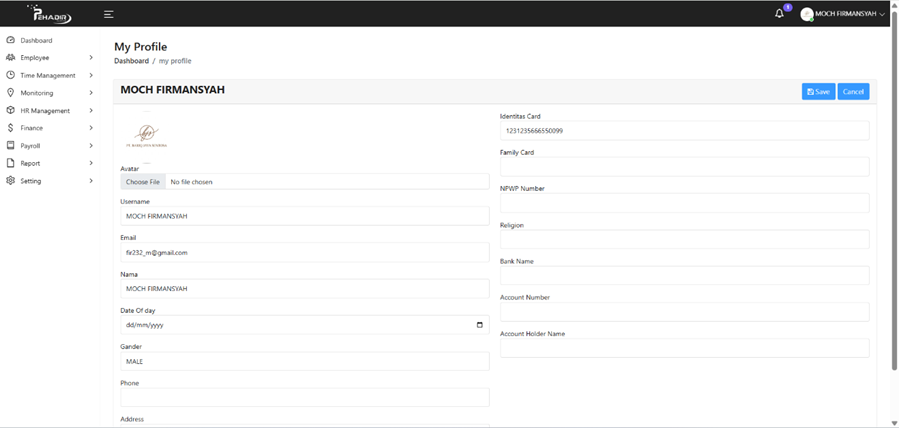 PEHADIR
1
MOCH FIRMANSYAH
Dashboard
Employee
Time Management
Monitoring
HR Management
Finance
Payroll
Report
Setting
My Profile
Dashboard / my profile
MOCH FIRMANSYAH
Save
Cancel
Avatar
Choose File No file chosen
Username
MOCH FIRMANSYAH
Email
fir232_m@gmail.com
Nama
MOCH FIRMANSYAH
Date Of day
dd/mm/yyyy
Gander
MALE
Phone
Address
Identitas Card
1231235666550099
Family Card
NPWP Number
Religion
Bank Name
Account Number
Account Holder Name